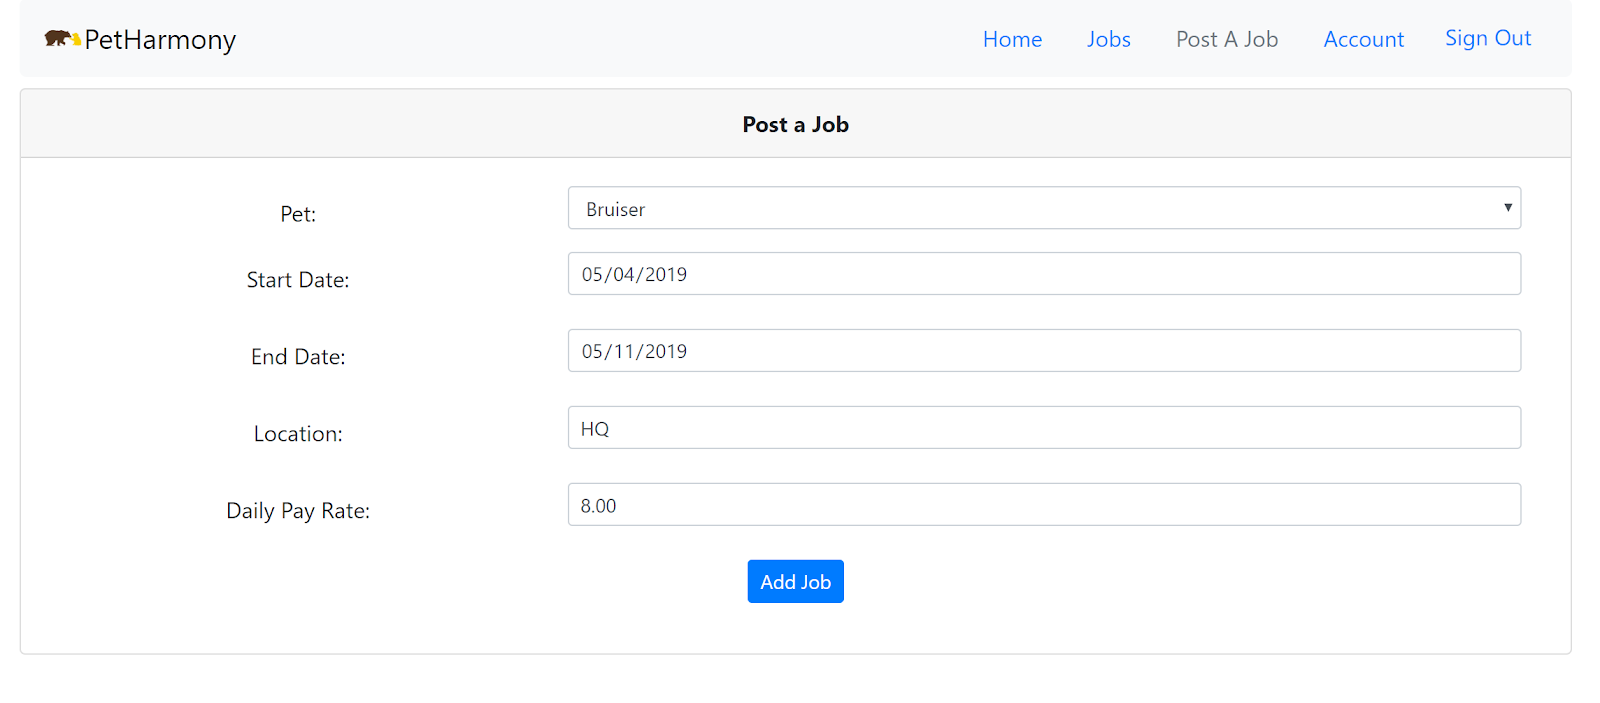 PetHarmony Home Jobs Post A Job Account Sign Out
Post a Job
Pet: Bruiser
Start Date: 05/04/2019
End Date: 05/11/2019
Location: HQ
Daily Pay Rate: 8.00
Add Job